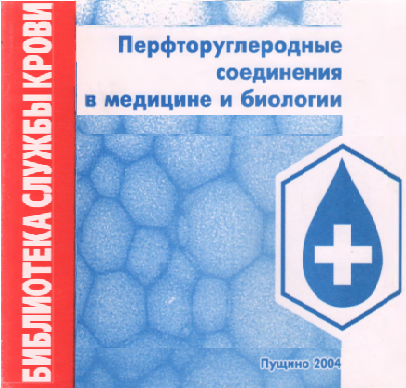 БИБЛИОТЕКА СЛУЖБЫ КРОВИ
Перфторуглеродные
соединения
в медицине и биологии
Пущино 2004